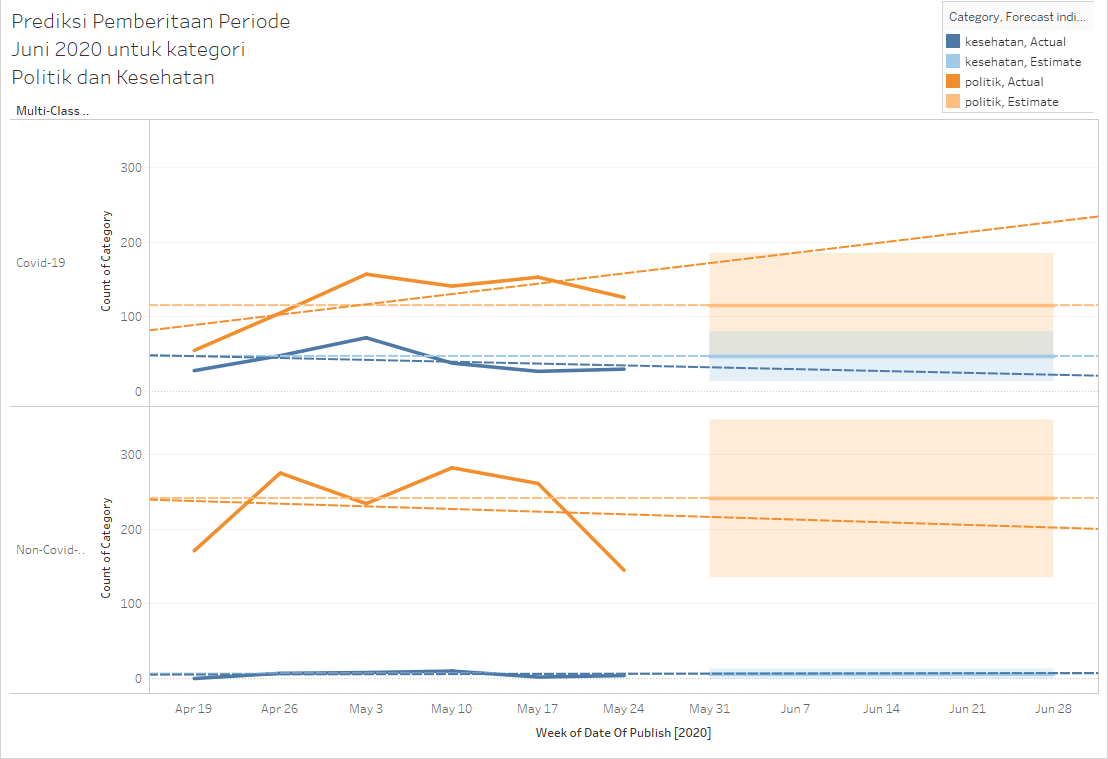 Prediksi Pemberitaan Periode
Juni 2020 untuk kategori
Politik dan Kesehatan
Category, Forecast indi...
kesehatan, Actual
kesehatan, Estimate
politik, Actual
politik, Estimate
Multi-Class ..
Covid-19
Count of Category
300
200
100
0
Non-Covid-..
Count of Category
300
200
100
0
Apr 19 Apr 26 May 3 May 10 May 17 May 24 May 31 Jun 7 Jun 14 Jun 21 Jun 28
Week of Date Of Publish [2020]